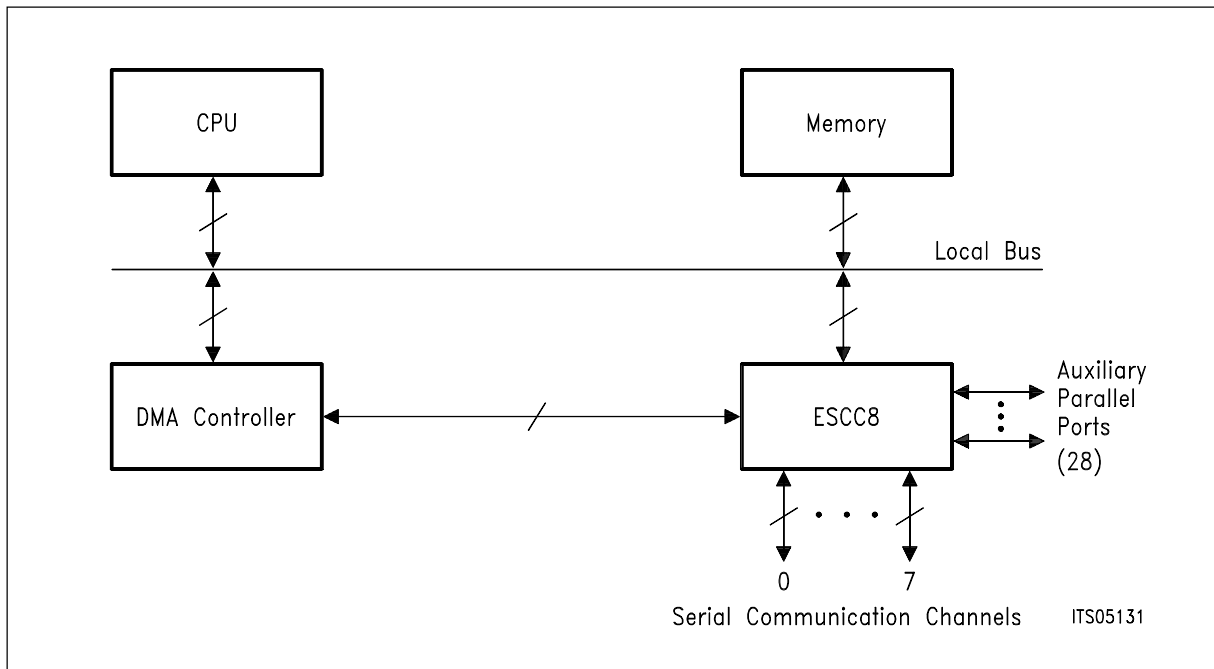 CPU
Memory
Local Bus
DMA Controller
ESCC8
Auxiliary
Parallel
Ports
(28)
0 7
Serial Communication Channels
ITS05131